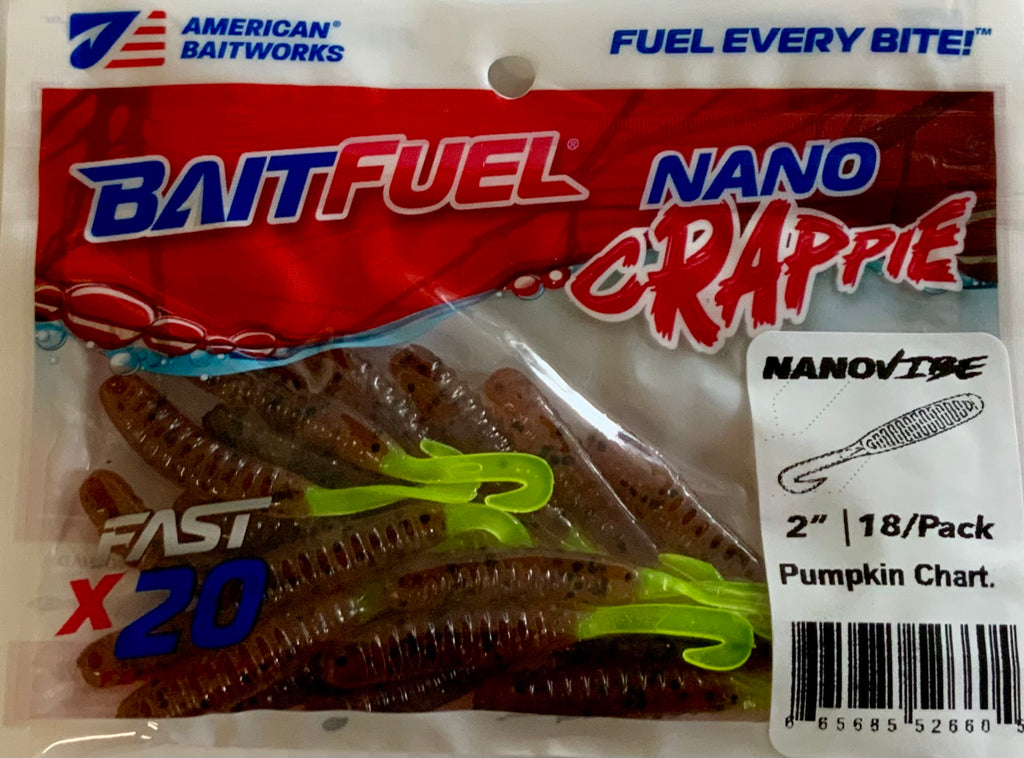 AMERICAN®
BAITWORKS
FUEL EVERY BITE!™
BAITFUEL®
NANO
CRAPPIE
NANOVIBE
2" | 18/Pack
Pumpkin Chart.
FAST
X20
6 65685 52660 5